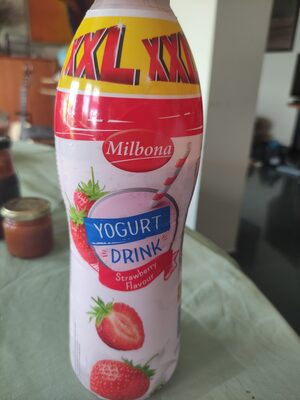 XXL XXL
Milbona
YOGURT
DRINK
Strawberry
Flavour